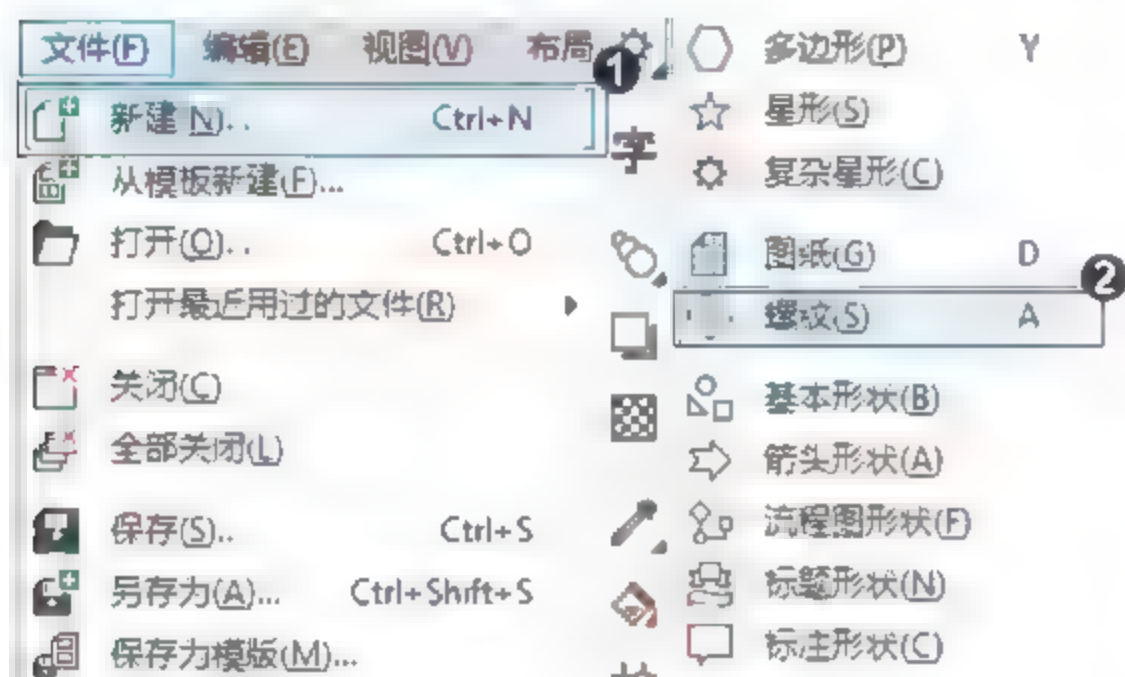 文件(F) 编辑(E) 视图(V) 布局
1
新建 N)..  Ctrl+N
从模板新建(F)...
打开(O)..  Ctrl+O
打开最近用过的文件(R)
关闭(C)
全部关闭(L)
保存(S)..  Ctrl+S
另存为(A)...  Ctrl+Shift+S
保存为模版(M)...
字
多边形(P)  Y
星形(S)
复杂星形(C)
图纸(G)  D
2
螺纹(S)  A
基本形状(B)
箭头形状(A)
流程图形状(F)
标题形状(N)
标注形状(C)